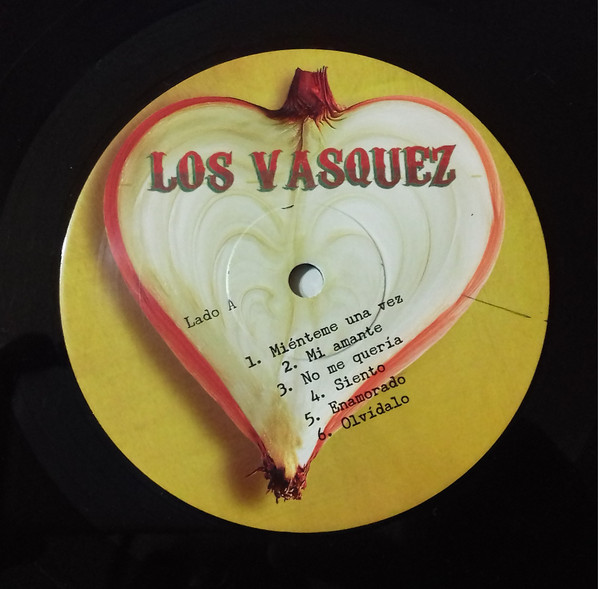 LOS VASQUEZ
Lado A
1. Miénteme una vez
2. Mi amante
3. No me quería
4. Siento
5. Enamorado
6. Olvídalo